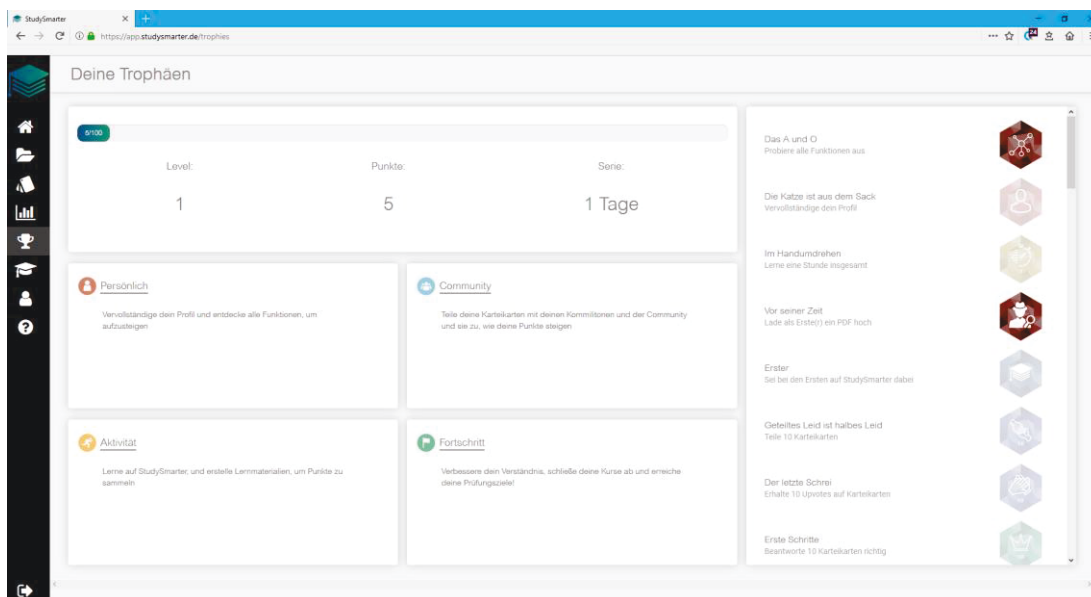 StudySmarter
https://app.studysmarter.de/trophies
24
Deine Trophäen
5/100
Level:
Punkte:
Serie:
1
5
1 Tage
Persönlich
Vervollständige dein Profil und entdecke alle Funktionen, um
aufzusteigen
Community
Teile deine Karteikarten mit deinen Kommilitonen und der Community
und sie zu, wie deine Punkte steigen
Aktivität
Lerne auf StudySmarter, und erstelle Lernmaterialien, um Punkte zu
sammeln
Fortschritt
Verbessere dein Verständnis, schließe deine Kurse ab und erreiche
deine Prüfungsziele!
Das A und O
Probiere alle Funktionen aus
Die Katze ist aus dem Sack
Vervollständige dein Profil
Im Handumdrehen
Lerne eine Stunde insgesamt
Vor seiner Zeit
Lade als Erste(r) ein PDF hoch
Erster
Sei bei den Ersten auf StudySmarter dabei
Geteiltes Leid ist halbes Leid
Teile 10 Karteikarten
Der letzte Schrei
Erhalte 10 Upvotes auf Karteikarten
Erste Schritte
Beantworte 10 Karteikarten richtig